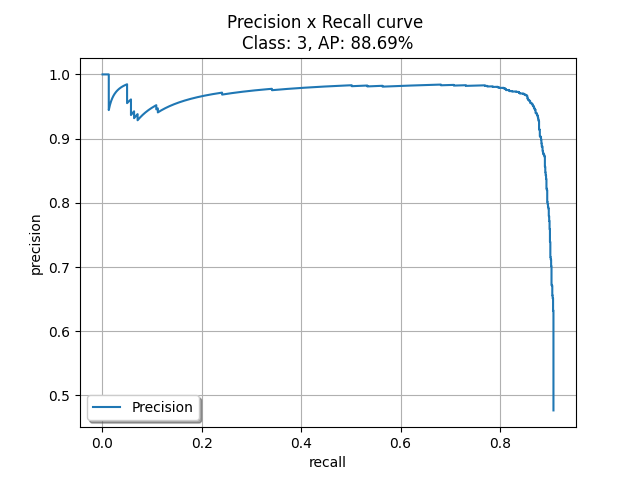 Precision x Recall curve
Class: 3, AP: 88.69%
1.0
0.9
0.8
0.7
0.6
0.5
precision
Precision
0.0 0.2 0.4 0.6 0.8
recall